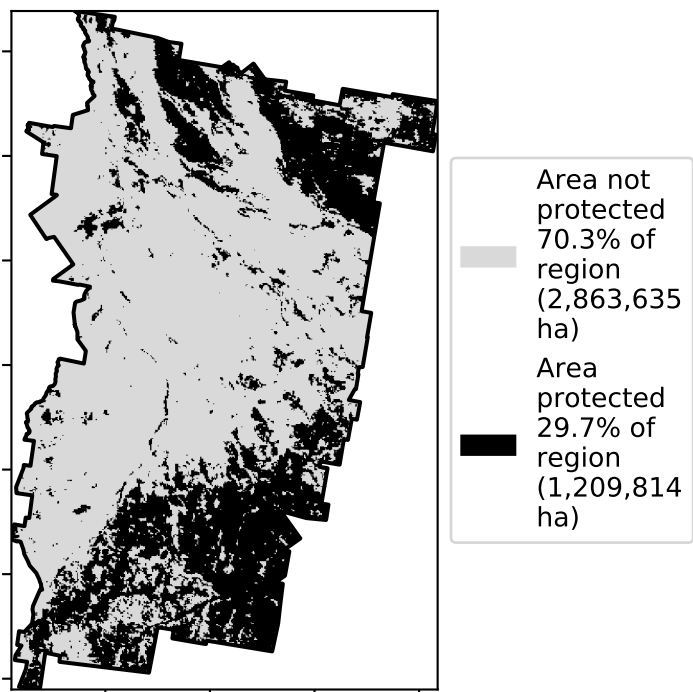 Area not
protected
70.3% of
region
(2,863,635
ha)
Area
protected
29.7% of
region
(1,209,814
ha)